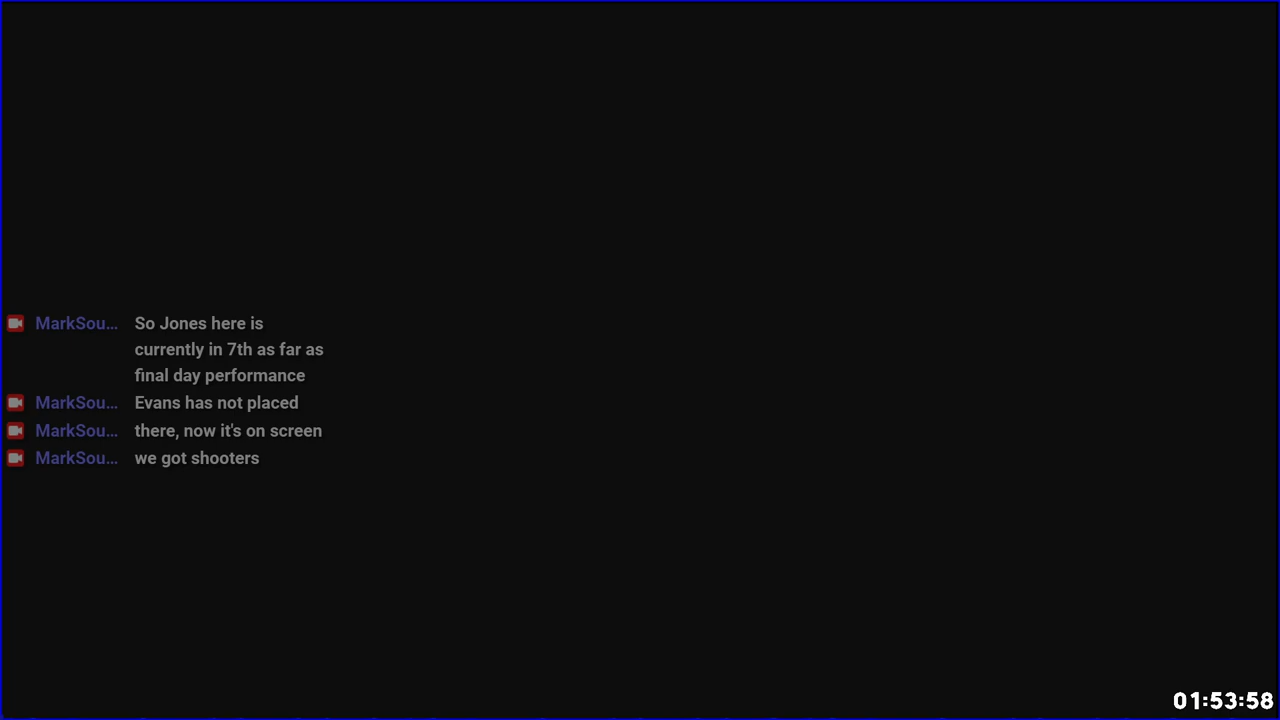 MarkSou... So Jones here is
currently in 7th as far as
final day performance
MarkSou... Evans has not placed
MarkSou... there, now it's on screen
MarkSou... we got shooters
01:53:58